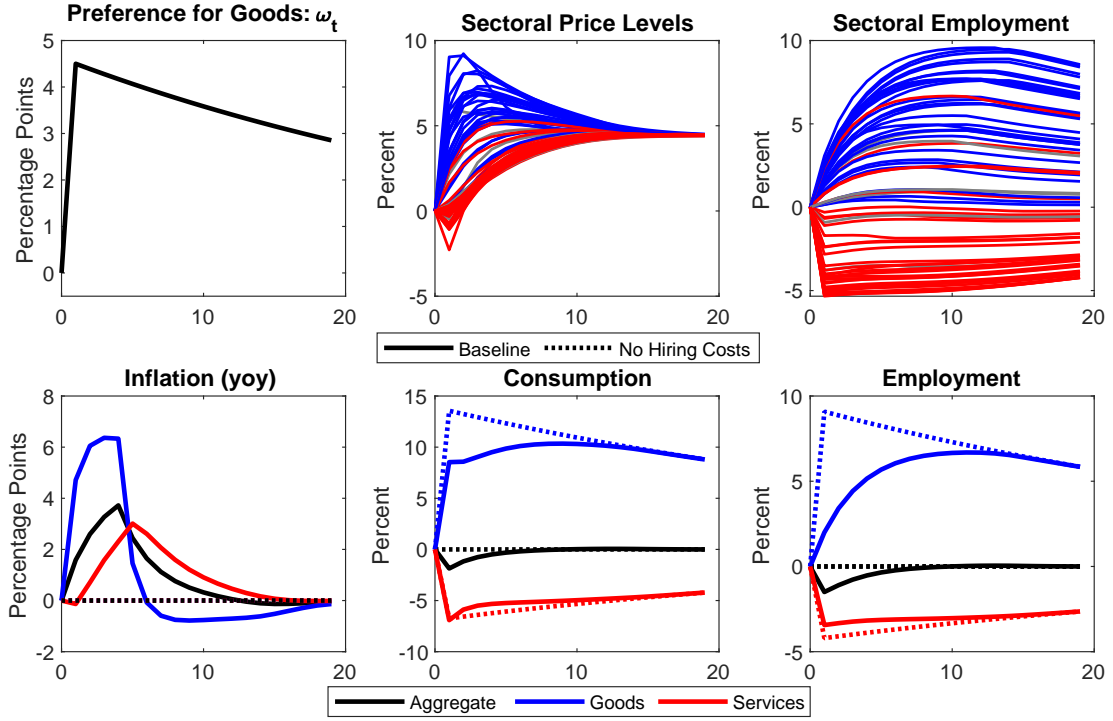 Preference for Goods: ω_t
Sectoral Price Levels
Sectoral Employment
Percentage Points
5
4
3
2
1
0
0
10
20
Percent
10
5
0
-5
0
10
20
Percent
10
5
0
-5
0
10
20
Baseline
No Hiring Costs
Inflation (yoy)
Consumption
Employment
Percentage Points
8
6
4
2
0
-2
0
10
20
Percent
15
10
5
0
-5
-10
0
10
20
Percent
10
5
0
-5
0
10
20
Aggregate
Goods
Services